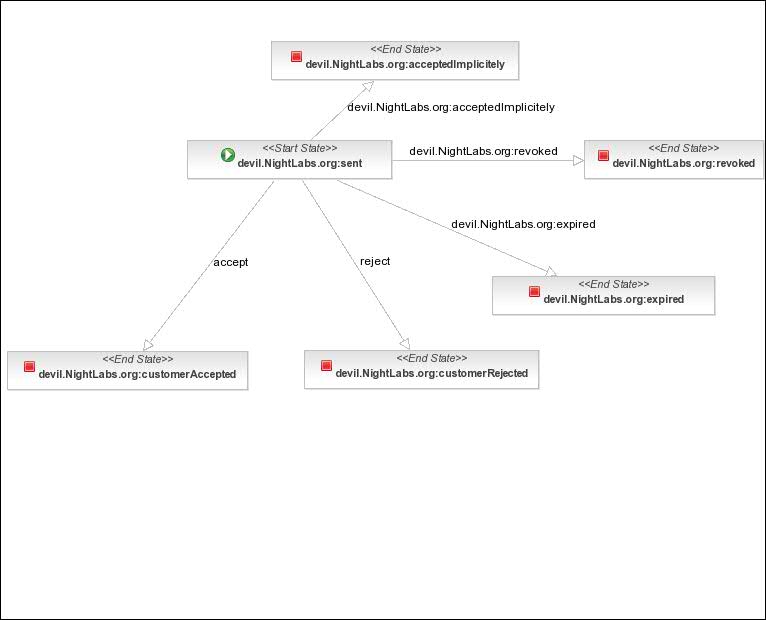 <<End State>>
devil.NightLabs.org:acceptedImplicitely
devil.NightLabs.org:acceptedImplicitely
<<Start State>>
devil.NightLabs.org:sent
devil.NightLabs.org:revoked
<<End State>>
devil.NightLabs.org:revoked
devil.NightLabs.org:expired
accept
reject
<<End State>>
devil.NightLabs.org:expired
<<End State>>
devil.NightLabs.org:customerAccepted
<<End State>>
devil.NightLabs.org:customerRejected